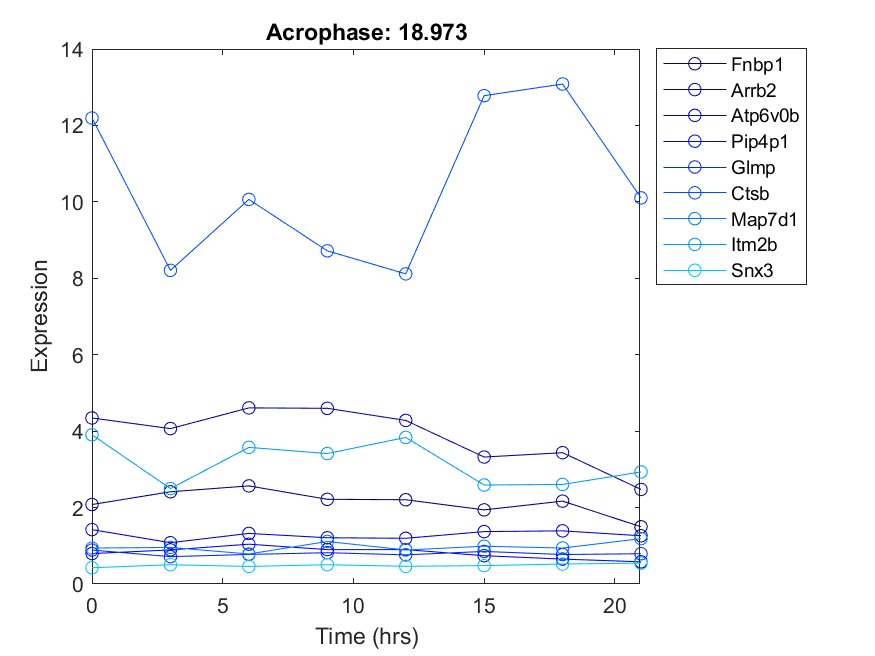 Acrophase: 18.973
14
12
10
8
6
4
2
0
Expression
0
5
10
15
20
Time (hrs)
Fnbp1
Arrb2
Atp6v0b
Pip4p1
Glmp
Ctsb
Map7d1
Itm2b
Snx3